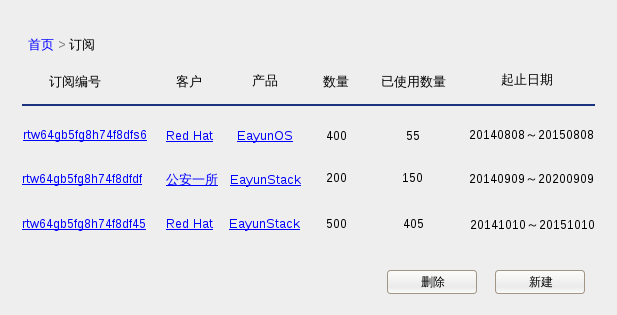 首页 > 订阅
订阅编号 客户 产品 数量 已使用数量 起止日期
rtw64gb5fg8h74f8dfs6 Red Hat EayunOS 400 55 20140808～20150808
rtw64gb5fg8h74f8dfdf 公安一所 EayunStack 200 150 20140909～20200909
rtw64gb5fg8h74f8df45 Red Hat EayunStack 500 405 20141010～20151010
删除 新建